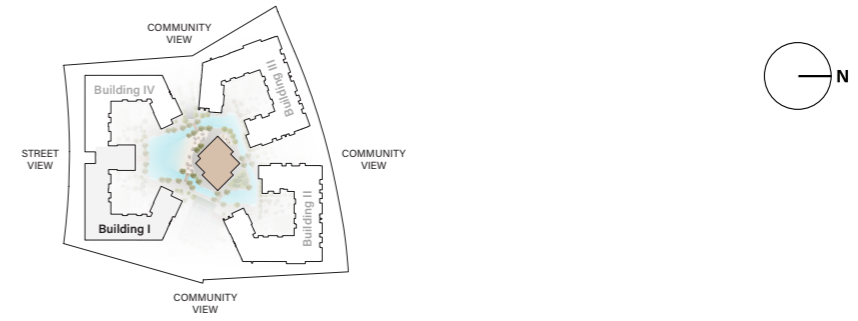 COMMUNITY
VIEW
Building IV
Building III
N
STREET
VIEW
COMMUNITY
VIEW
Building I
Building II
COMMUNITY
VIEW